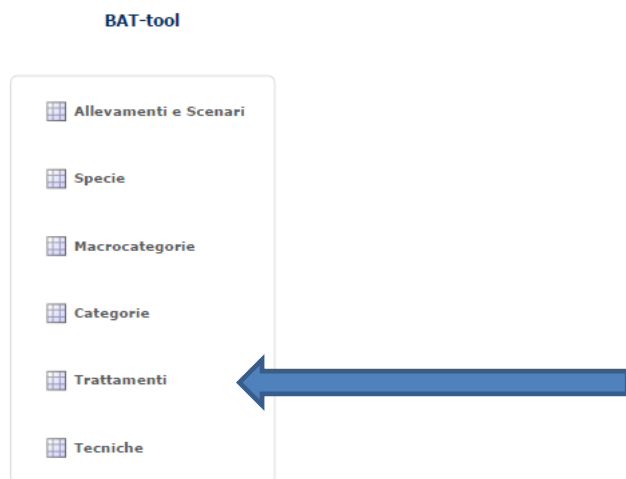 BAT-tool
Allevamenti e Scenari
Specie
Macrocategorie
Categorie
Trattamenti
Tecniche